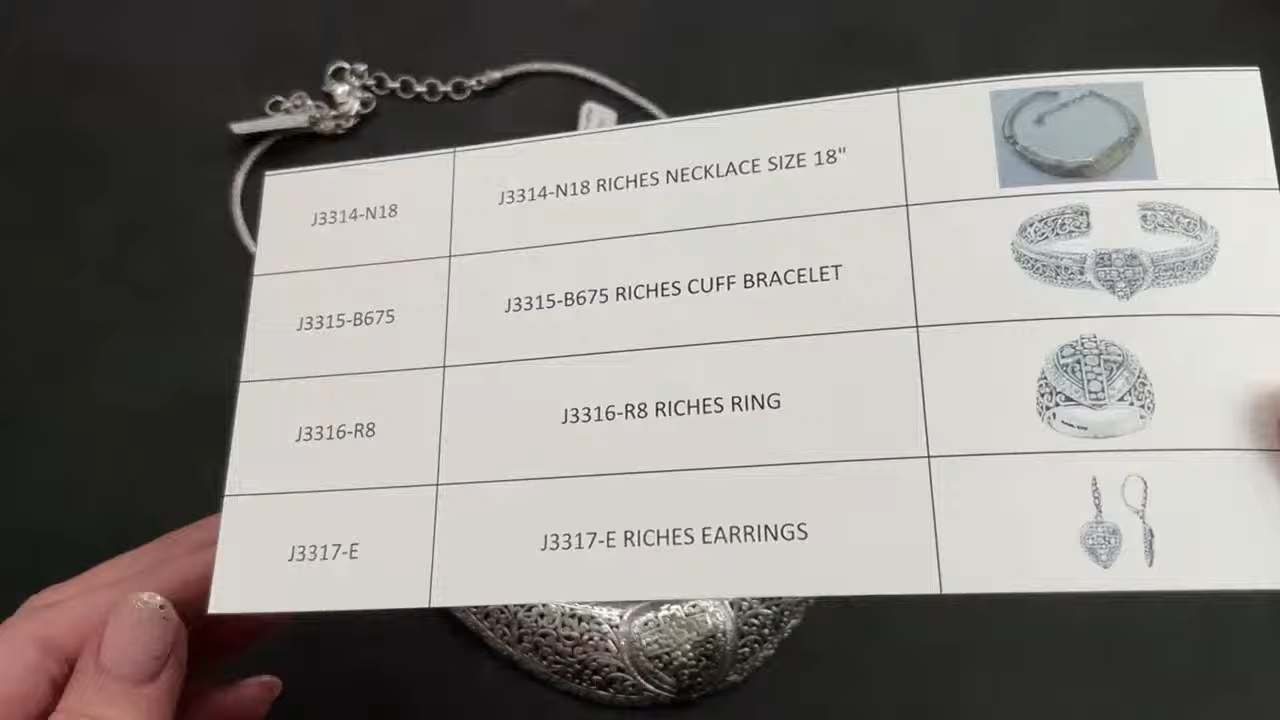 J3314-N18
J3314-N18 RICHES NECKLACE SIZE 18"
J3315-B675
J3315-B675 RICHES CUFF BRACELET
J3316-R8
J3316-R8 RICHES RING
J3317-E
J3317-E RICHES EARRINGS